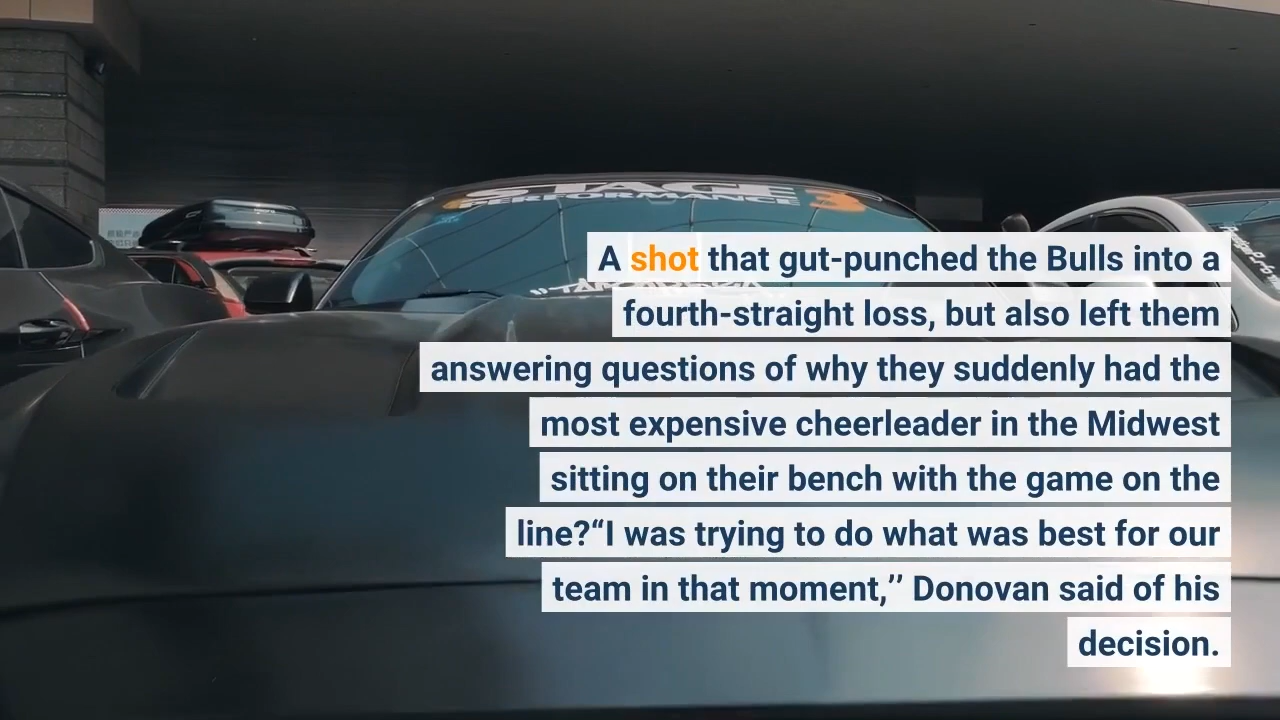 STAGE
PERFORMANCE 3
A shot that gut-punched the Bulls into a
fourth-straight loss, but also left them
answering questions of why they suddenly had the
most expensive cheerleader in the Midwest
sitting on their bench with the game on the
line?“I was trying to do what was best for our
team in that moment,’’ Donovan said of his
decision.